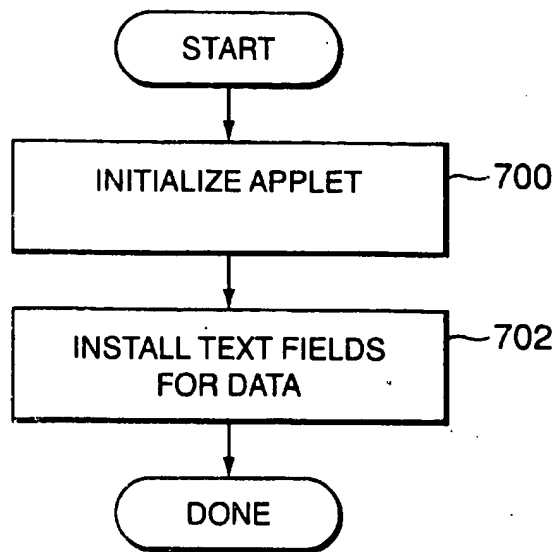 START
INITIALIZE APPLET
700
INSTALL TEXT FIELDS
FOR DATA
702
DONE